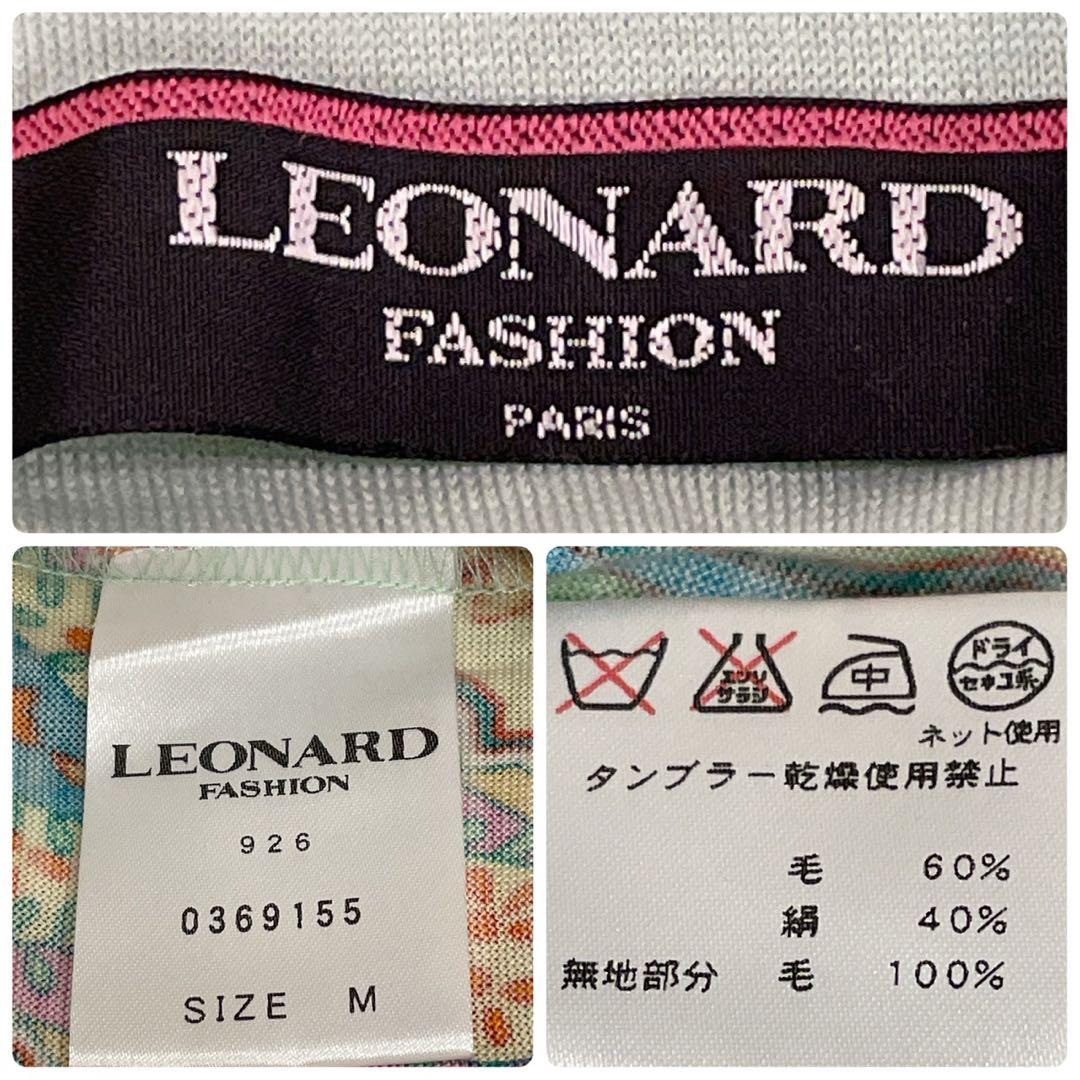 LEONARD
FASHION
PARIS
LEONARD
FASHION
926
0369155
SIZE M
エンソ
サラシ
中
ドライ
セキユ系
ネット使用
タンブラー乾燥使用禁止
毛 60%
絹 40%
無地部分 毛 100%